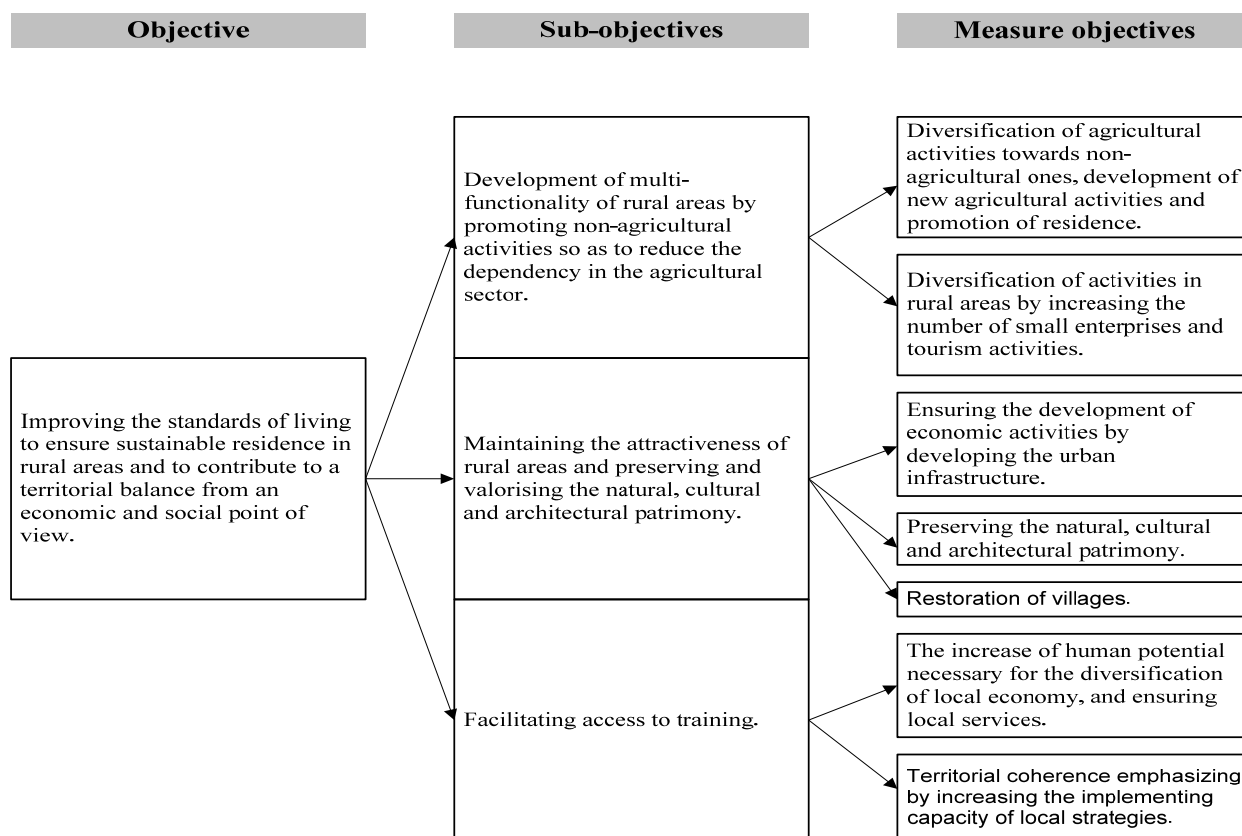 Objective
Sub-objectives
Measure objectives
Improving the standards of living
to ensure sustainable residence in
rural areas and to contribute to a
territorial balance from an
economic and social point of
view.
Development of multi-
functionality of rural areas by
promoting non-agricultural
activities so as to reduce the
dependency in the agricultural
sector.
Maintaining the attractiveness of
rural areas and preserving and
valorising the natural, cultural
and architectural patrimony.
Facilitating access to training.
Diversification of agricultural
activities towards non-
agricultural ones, development of
new agricultural activities and
promotion of residence.
Diversification of activities in
rural areas by increasing the
number of small enterprises and
tourism activities.
Ensuring the development of
economic activities by
developing the urban
infrastructure.
Preserving the natural, cultural
and architectural patrimony.
Restoration of villages.
The increase of human potential
necessary for the diversification
of local economy, and ensuring
local services.
Territorial coherence emphasizing
by increasing the implementing
capacity of local strategies.